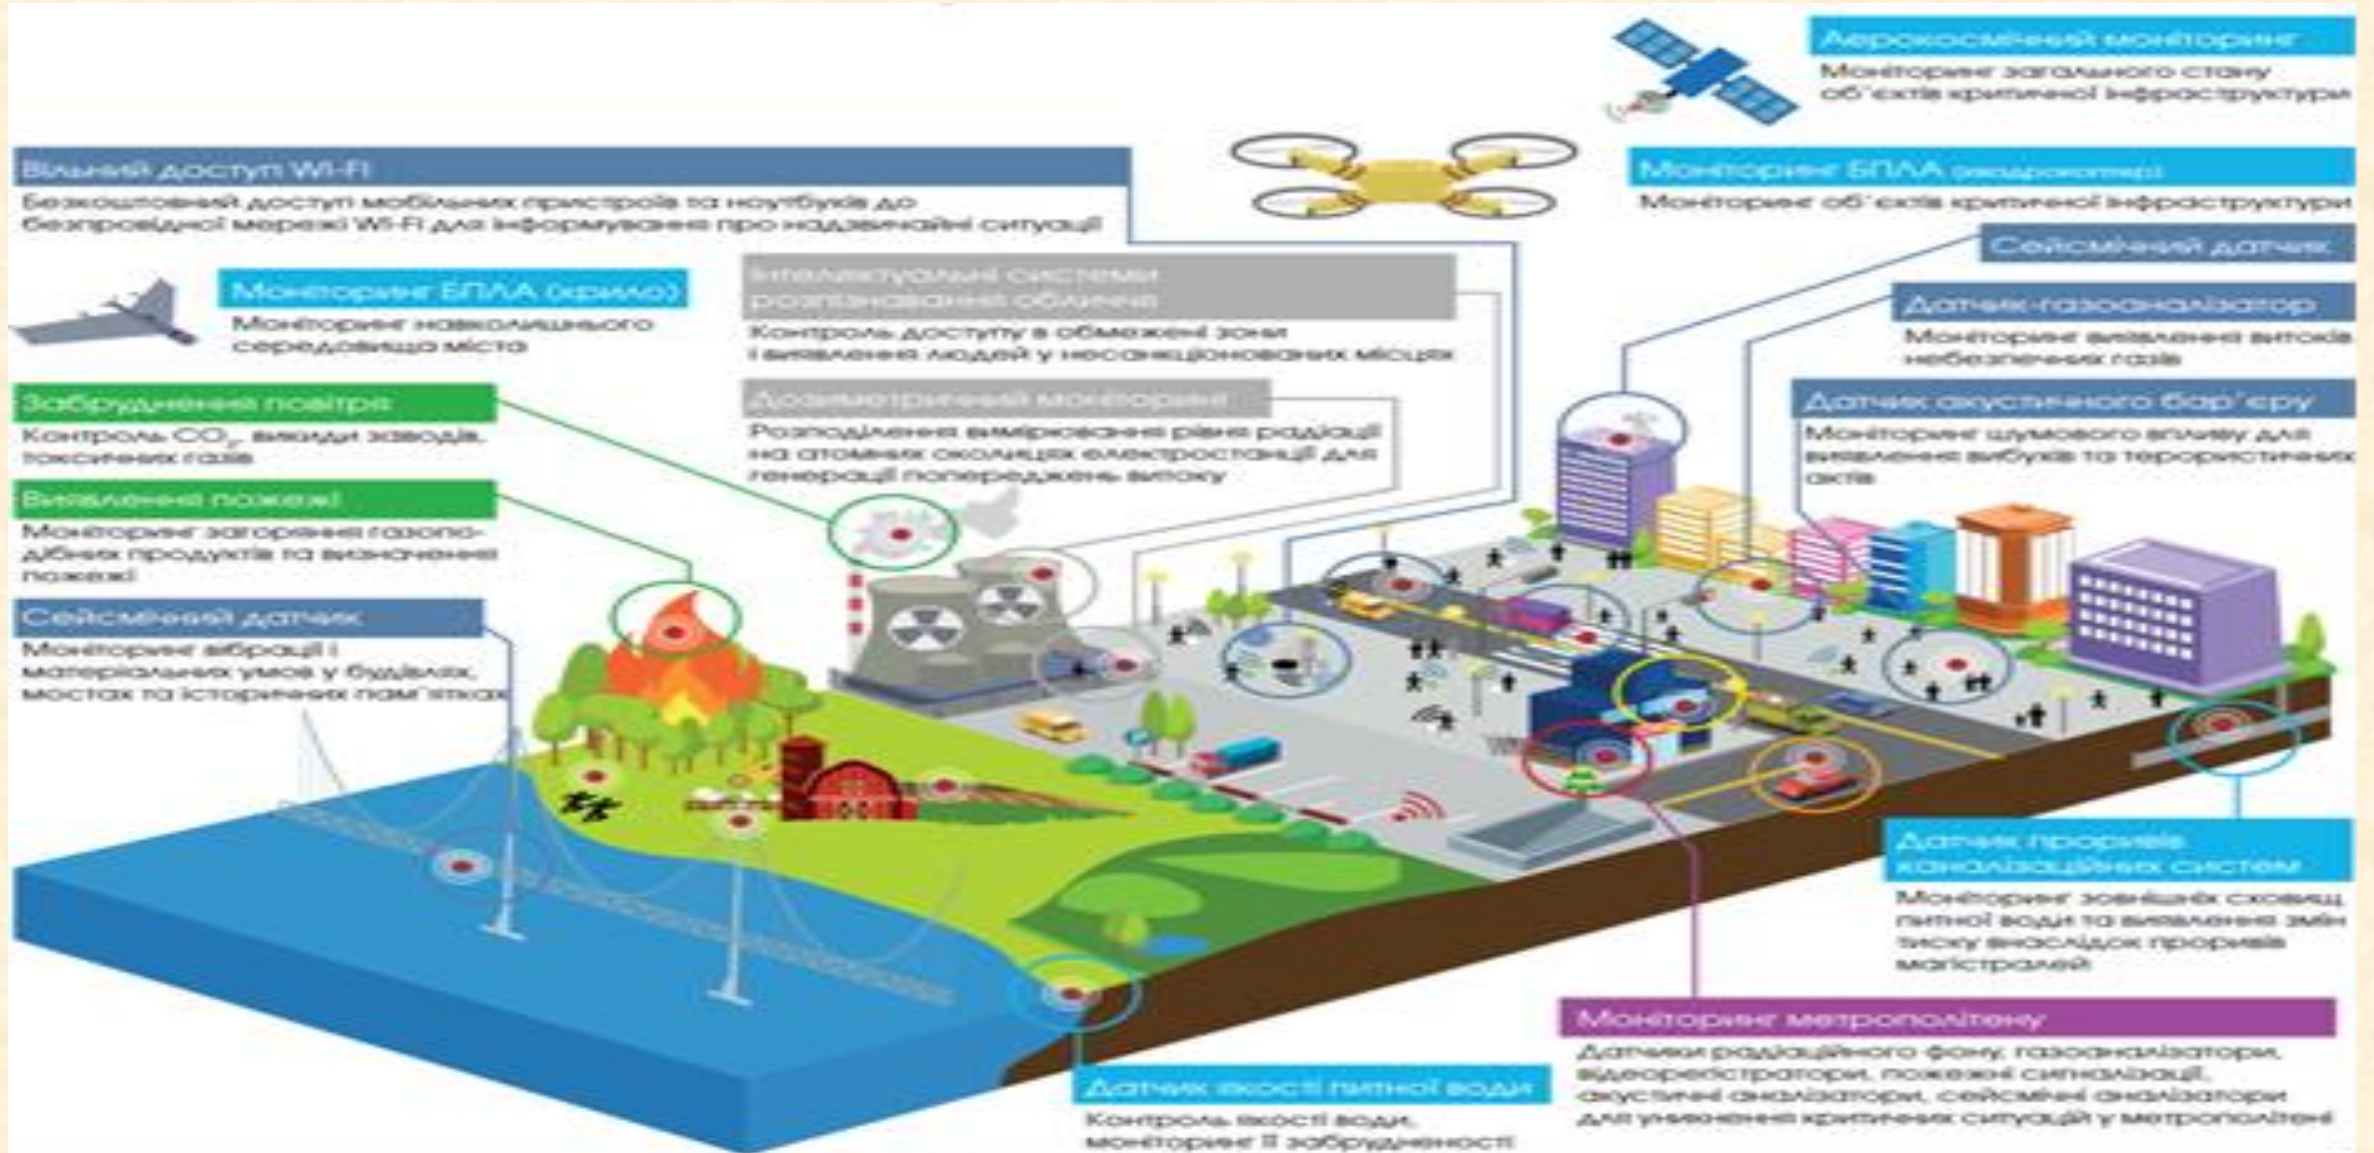 Аерокосмічний моніторинг
Моніторинг загального стану
об'єктів критичної інфраструктури
Вільний доступ WI-FI
Безкоштовний доступ мобільних пристроїв та ноутбуків до
безпровідної мережі WI-FI для інформування про надзвичайні ситуації
Моніторинг БПЛА (квадрокоптер)
Моніторинг об'єктів критичної інфраструктури
Сейсмічний датчик
Моніторинг БПЛА (крило)
Моніторинг навколишнього
середовища міста
Інтелектуальні системи
розпізнавання обличчя
Контроль доступу в обмежені зони
і виявлення людей у несанкціонованих місцях
Датчик-газоаналізатор
Моніторинг виявлення витоків
небезпечних газів
Забруднення повітря
Контроль CO₂, викиди заводів,
токсичних газів
Дозиметричний моніторинг
Розподілення вимірювання рівня радіації
на атомних околицях електростанції для
генерації попереджень витоку
Датчик акустичного бар'єру
Моніторинг шумового впливу для
виявлення вибухів та терористичних
актів
Виявлення пожежі
Моніторинг загоряння газопо-
дібних продуктів та визначення
пожежі
Сейсмічний датчик
Моніторинг вібрації і
матеріальних умов у будівлях,
мостах та історичних пам'ятках
Датчик проривів
каналізаційних систем
Моніторинг зовнішніх сховищ
питної води та виявлення змін
тиску внаслідок проривів
магістралей
Моніторинг метрополітену
Датчики радіаційного фону, газоаналізатори,
відеореєстратори, пожежні сигналізації,
акустичні аналізатори, сейсмічні аналізатори
для уникнення критичних ситуацій у метрополітені
Датчик якості питної води
Контроль якості води,
моніторинг її забрудненості